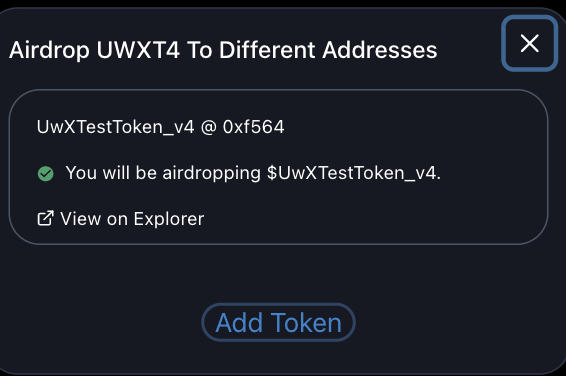 Airdrop UWXT4 To Different Addresses
UwXTestToken_v4 @ 0xf564
You will be airdropping $UwXTestToken_v4.
View on Explorer
Add Token